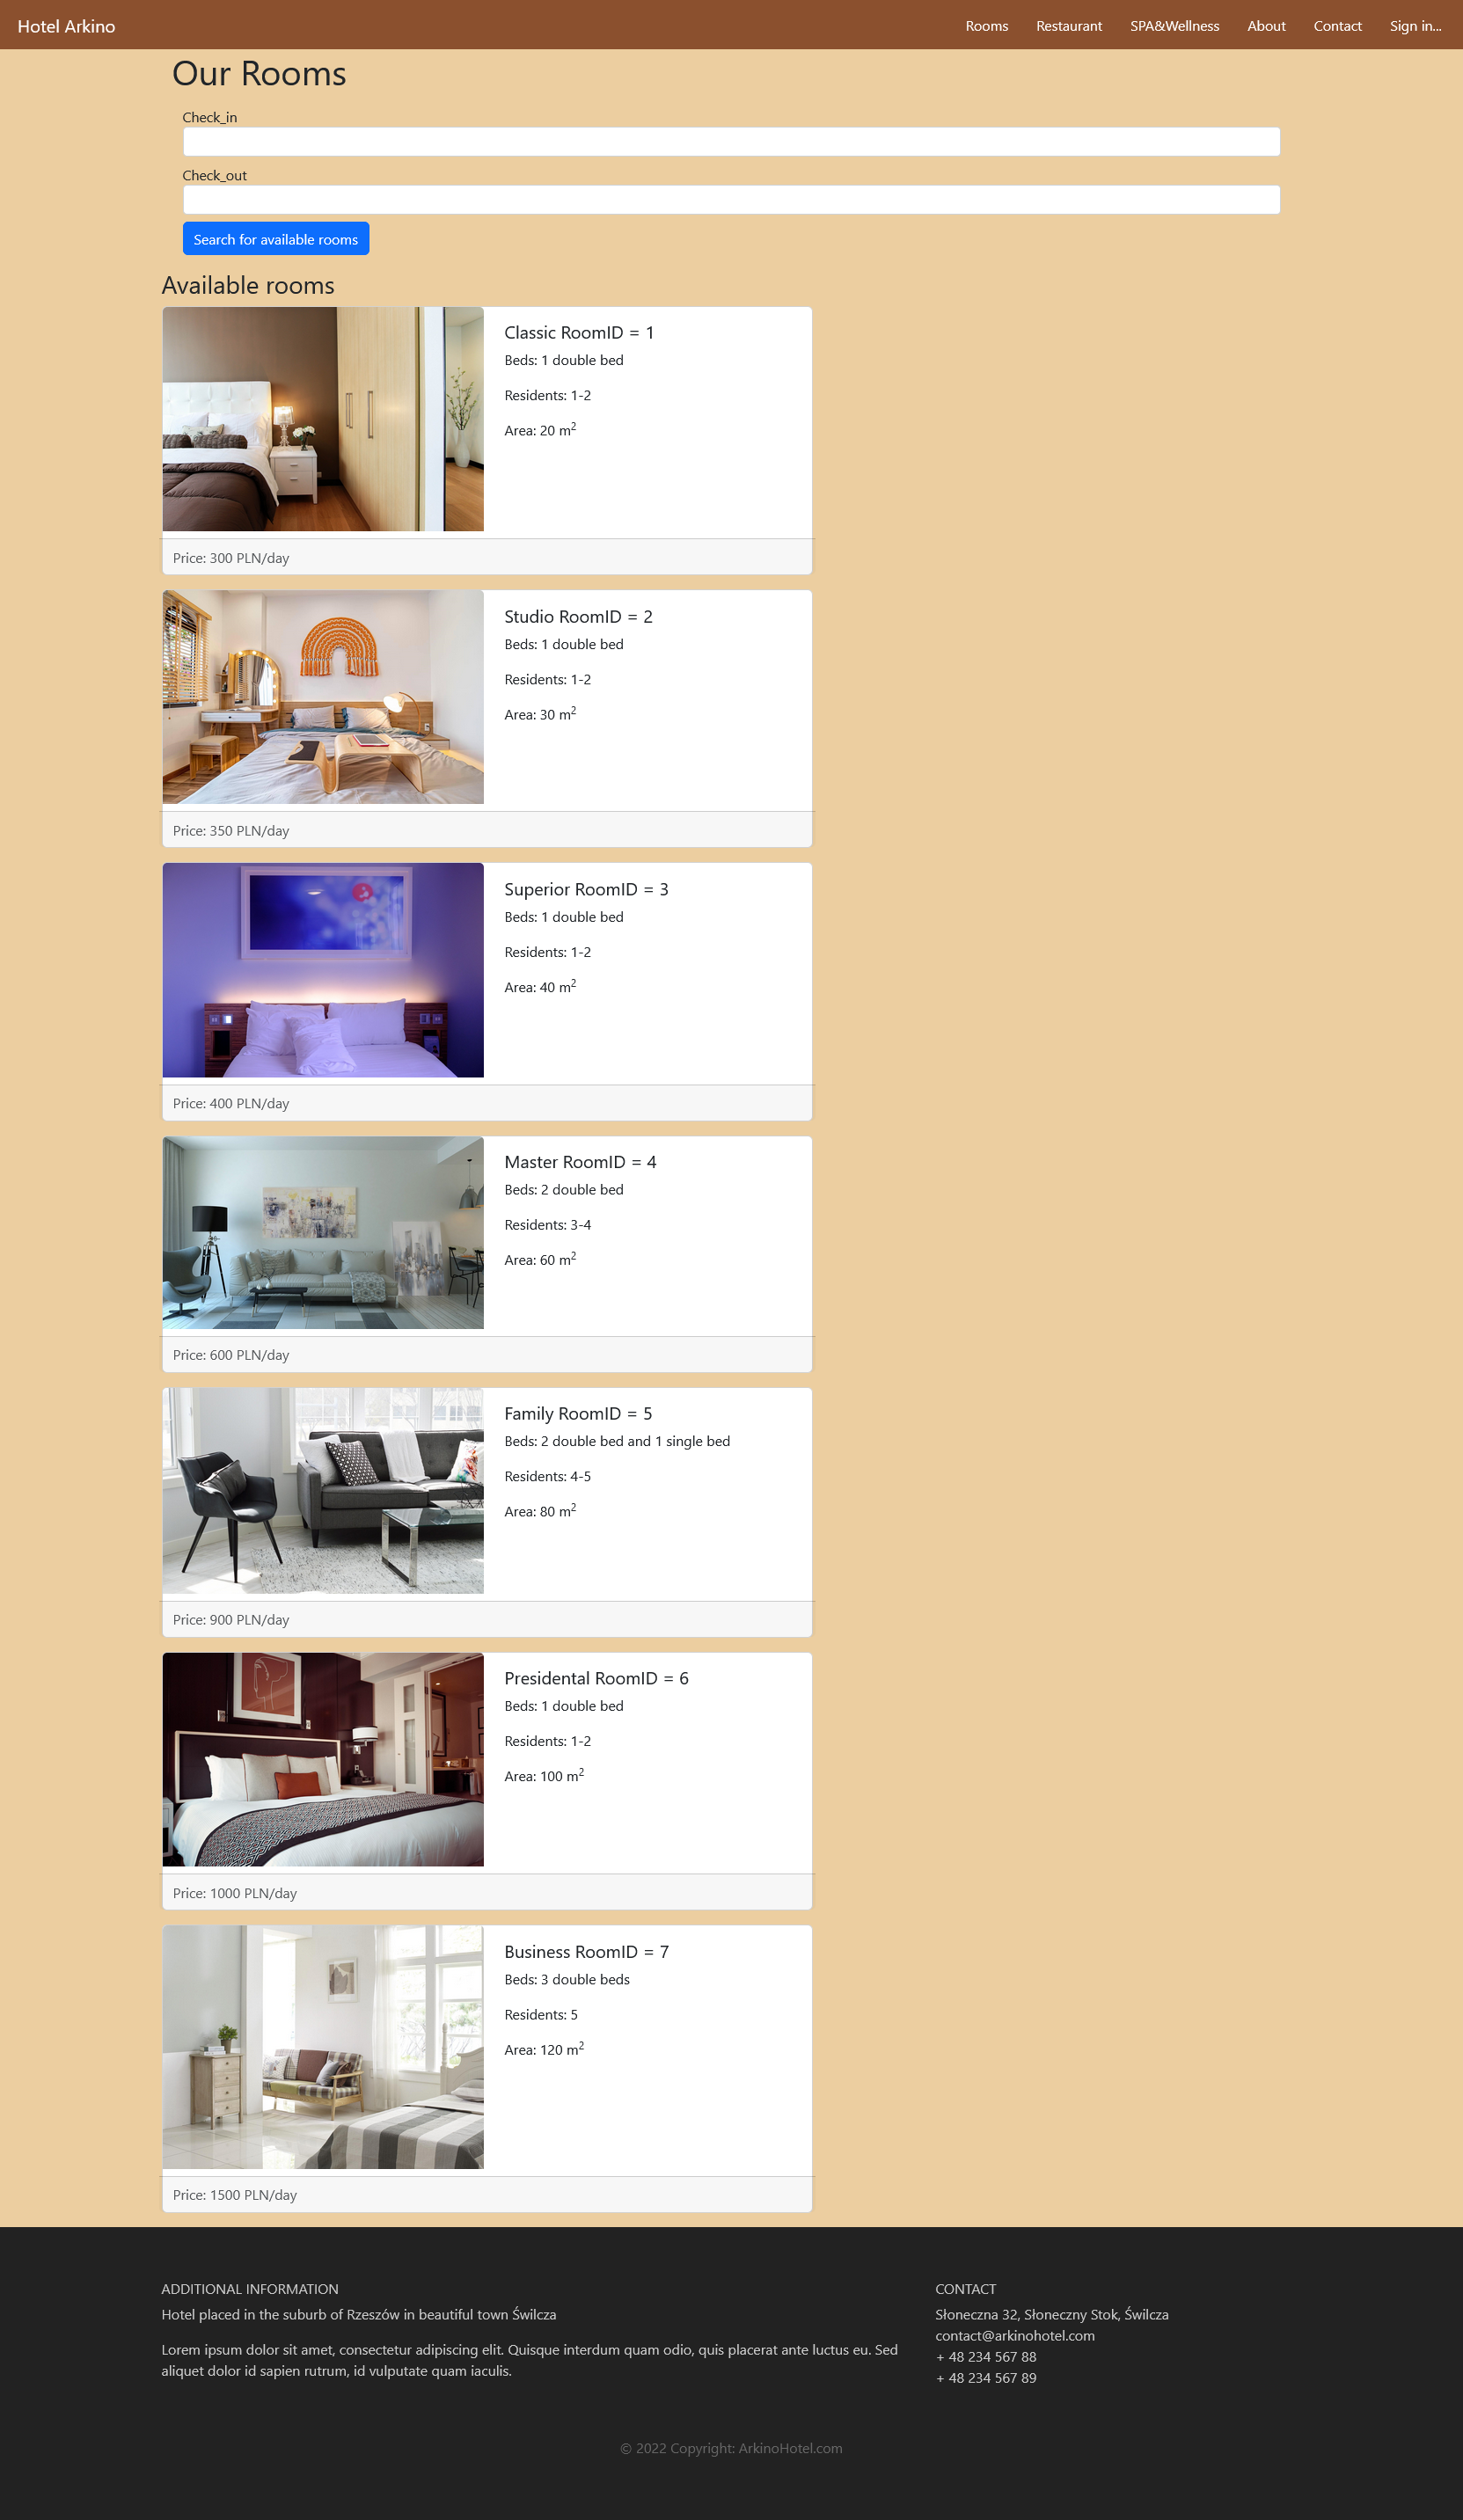 Hotel Arkino
Rooms Restaurant SPA&Wellness About Contact Sign in...
Our Rooms
Check_in
Check_out
Search for available rooms
Available rooms
Classic RoomID = 1
Beds: 1 double bed
Residents: 1-2
Area: 20 m²
Price: 300 PLN/day
Studio RoomID = 2
Beds: 1 double bed
Residents: 1-2
Area: 30 m²
Price: 350 PLN/day
Superior RoomID = 3
Beds: 1 double bed
Residents: 1-2
Area: 40 m²
Price: 400 PLN/day
Master RoomID = 4
Beds: 2 double bed
Residents: 3-4
Area: 60 m²
Price: 600 PLN/day
Family RoomID = 5
Beds: 2 double bed and 1 single bed
Residents: 4-5
Area: 80 m²
Price: 900 PLN/day
Presidental RoomID = 6
Beds: 1 double bed
Residents: 1-2
Area: 100 m²
Price: 1000 PLN/day
Business RoomID = 7
Beds: 3 double beds
Residents: 5
Area: 120 m²
Price: 1500 PLN/day
ADDITIONAL INFORMATION
Hotel placed in the suburb of Rzeszów in beautiful town Świlcza
Lorem ipsum dolor sit amet, consectetur adipiscing elit. Quisque interdum quam odio, quis placerat ante luctus eu. Sed
aliquet dolor id sapien rutrum, id vulputate quam iaculis.
CONTACT
Słoneczna 32, Słoneczny Stok, Świlcza
contact@arkinohotel.com
+ 48 234 567 88
+ 48 234 567 89
© 2022 Copyright: ArkinoHotel.com